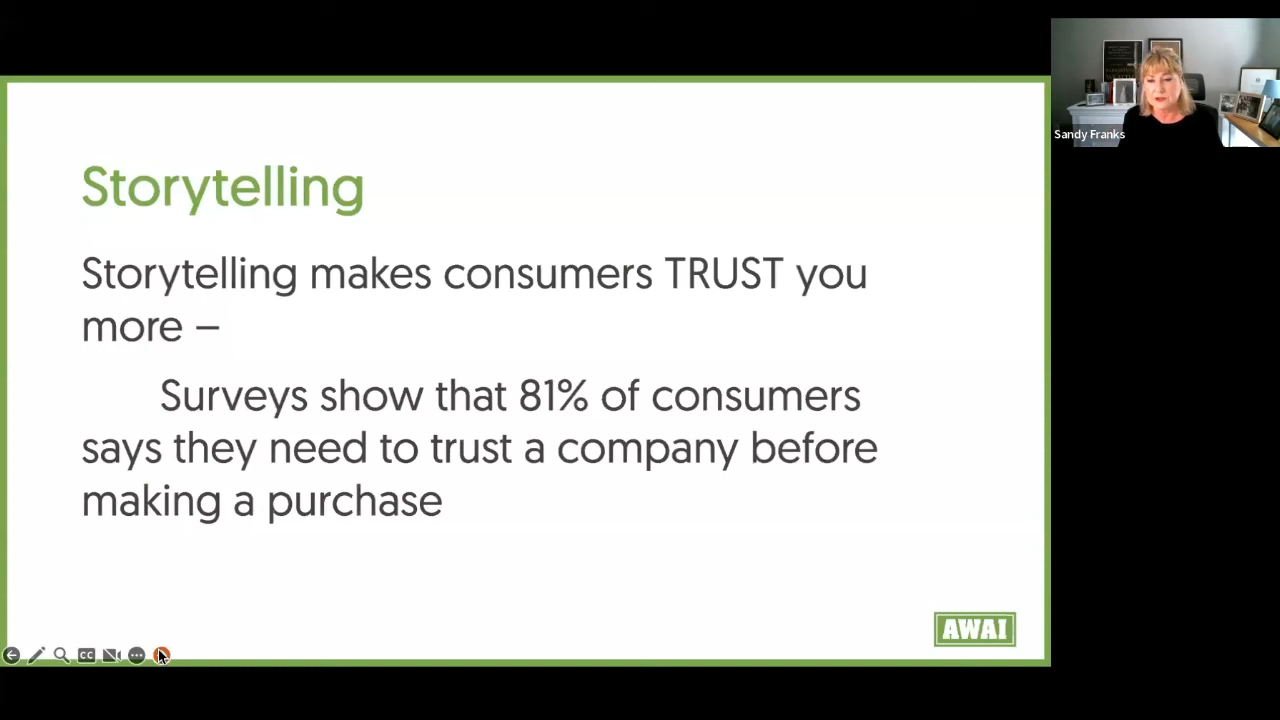 Storytelling
Storytelling makes consumers TRUST you
more –
Surveys show that 81% of consumers
says they need to trust a company before
making a purchase
AWAI
CC
Sandy Franks